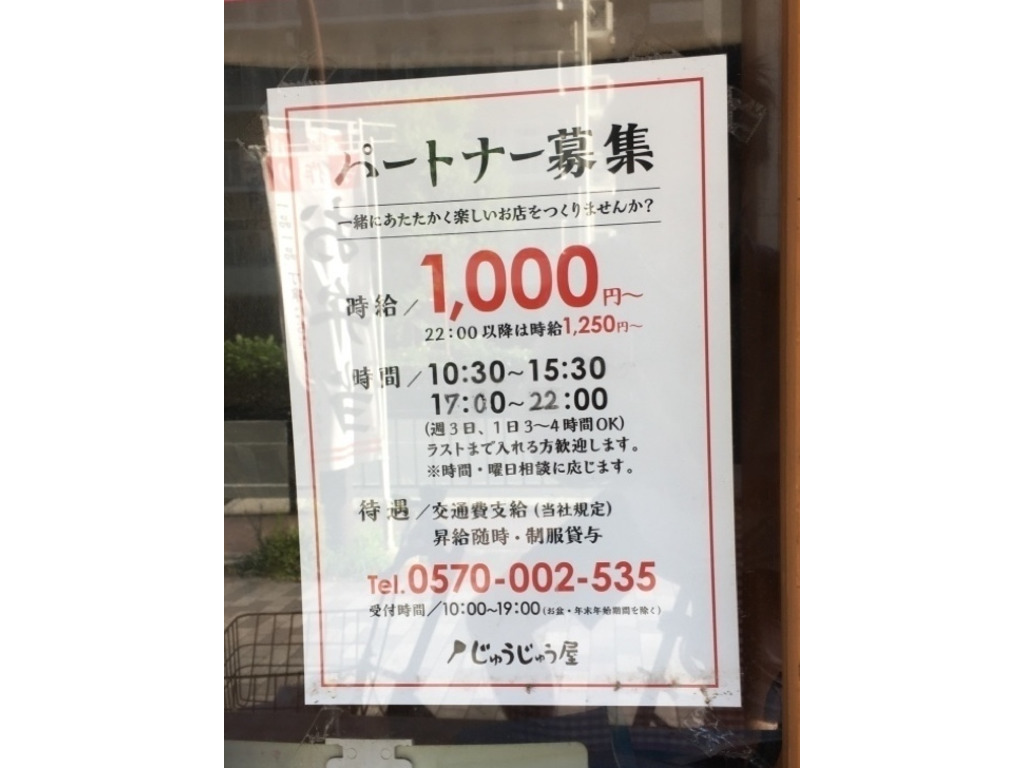 パートナー募集
一緒にあたたかく楽しいお店をつくりませんか?
時給/1,000円~
22:00以降は時給1,250円~
時間/10:30~15:30
17:00~22:00
(週3日、1日3~4時間OK)
ラストまで入れる方歓迎します。
※時間・曜日相談に応じます。
待遇/交通費支給(当社規定)
昇給随時・制服貸与
Tel.0570-002-535
受付時間/10:00~19:00(お盆・年末年始期間を除く)
じゅうじゅう屋
お弁当